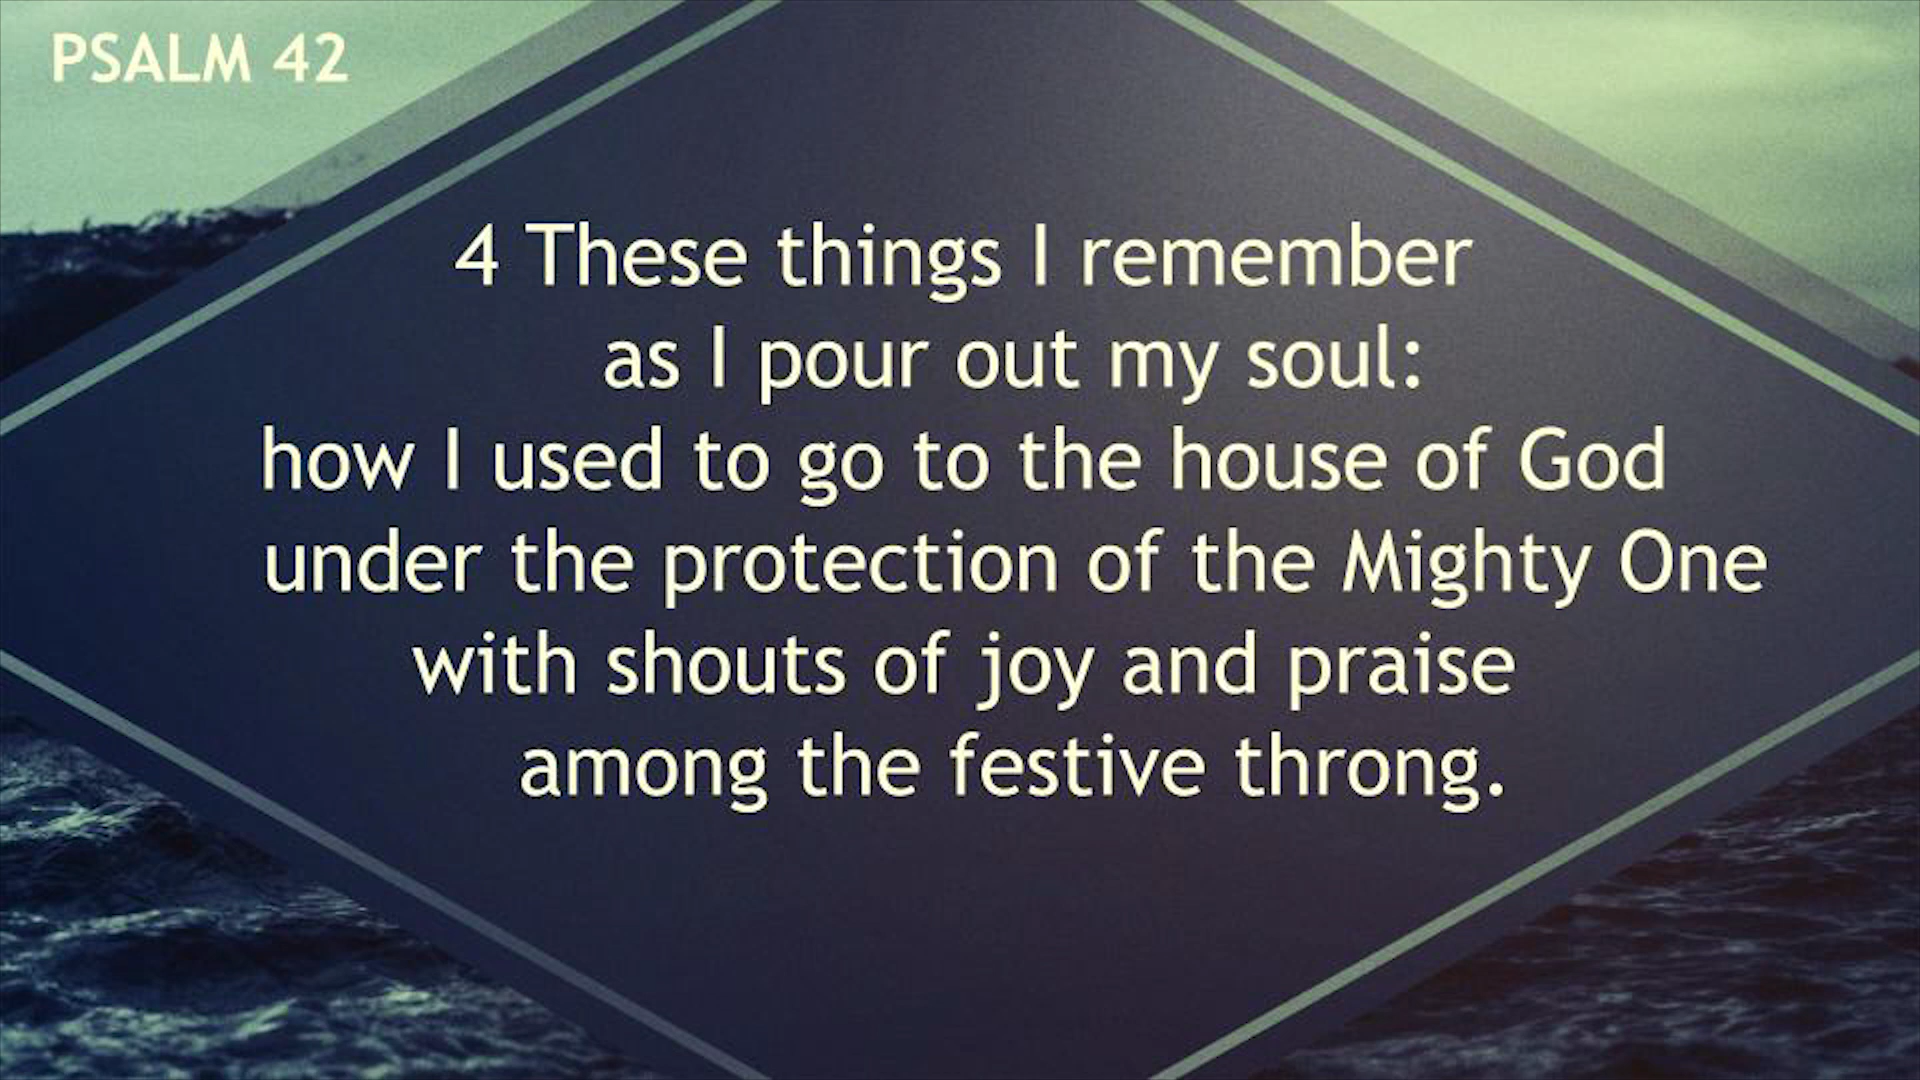 PSALM 42
4 These things I remember
as I pour out my soul:
how I used to go to the house of God
under the protection of the Mighty One
with shouts of joy and praise
among the festive throng.